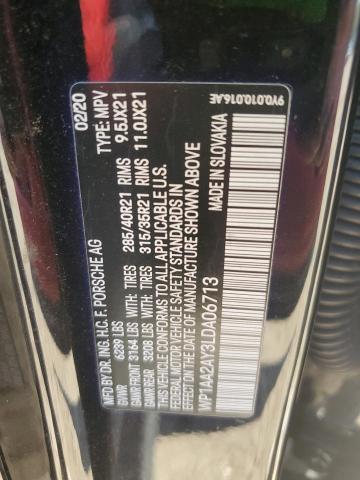 9Y0.010.016.AE
MFD BY DR. ING. H.C. F. PORSCHE AG 02/20
GVWR 6239 LBS TYPE: MPV
GAWR FRONT 3164 LBS WITH TIRES 285/40R21 RIMS 9.5JX21
GAWR REAR 3208 LBS WITH TIRES 315/35R21 RIMS 11.0JX21
THIS VEHICLE CONFORMS TO ALL APPLICABLE U.S.
FEDERAL MOTOR VEHICLE SAFETY STANDARDS IN
EFFECT ON THE DATE OF MANUFACTURE SHOWN ABOVE
MADE IN SLOVAKIA
WP1AA2AY3LDA06713